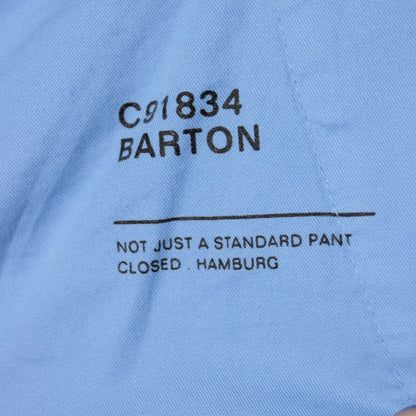 C91834
BARTON
NOT JUST A STANDARD PANT
CLOSED . HAMBURG